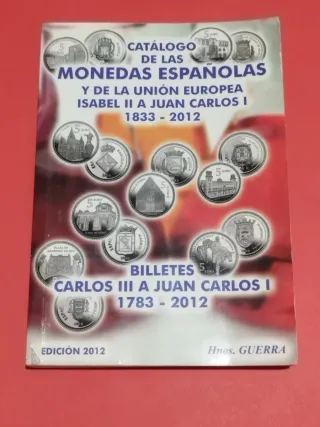 CATÁLOGO
DE LAS
MONEDAS ESPAÑOLAS
Y DE LA UNIÓN EUROPEA
ISABEL II A JUAN CARLOS I
1833 - 2012
BILLETES
CARLOS III A JUAN CARLOS I
1783 - 2012
EDICIÓN 2012
Hnos. GUERRA